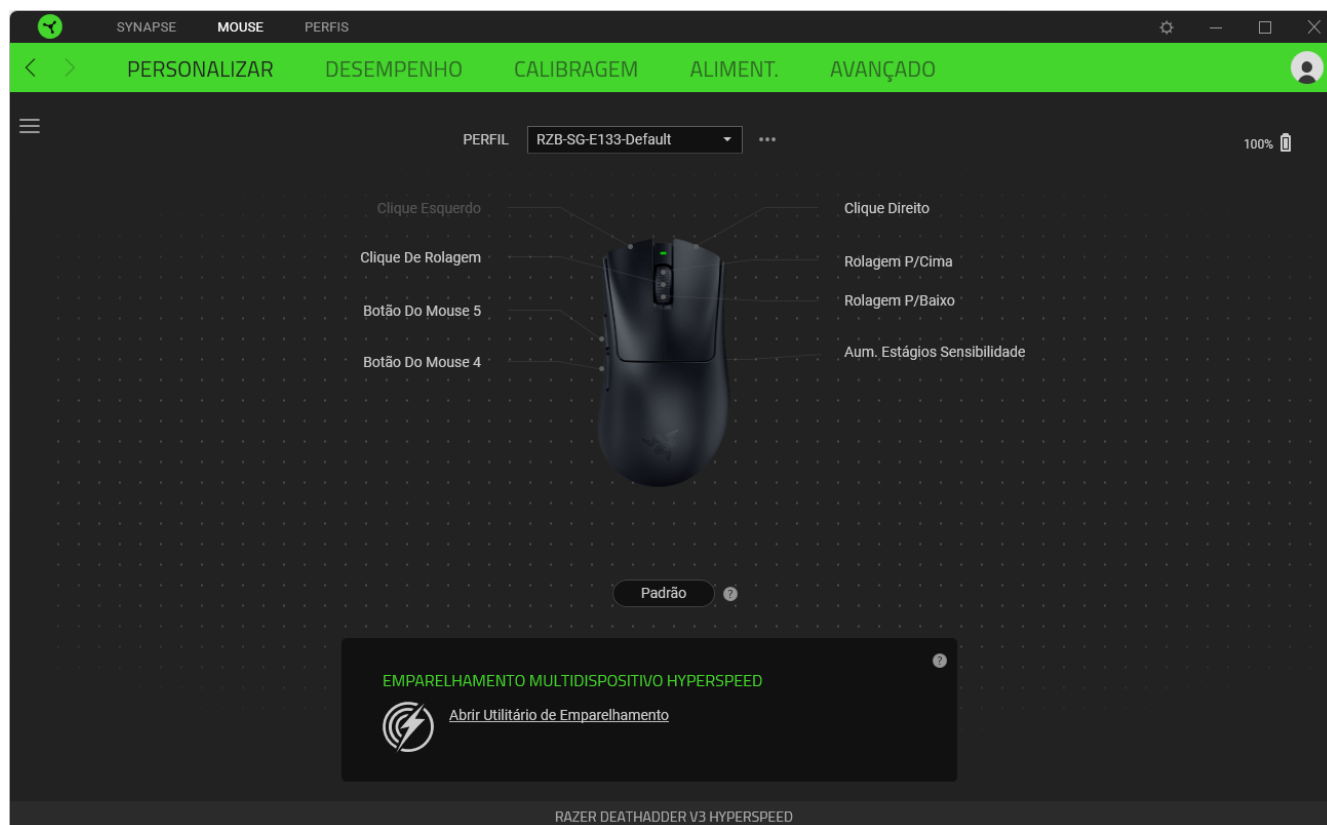 SYNAPSE MOUSE PERFIS
PERSONALIZAR DESEMPENHO CALIBRAGEM ALIMENT. AVANÇADO
PERFIL RZB-SG-E133-Default
100%
Clique Esquerdo
Clique De Rolagem
Botão Do Mouse 5
Botão Do Mouse 4
Clique Direito
Rolagem P/Cima
Rolagem P/Baixo
Aum. Estágios Sensibilidade
Padrão ?
?
EMPARELHAMENTO MULTIDISPOSITIVO HYPERSPEED
Abrir Utilitário de Emparelhamento
RAZER DEATHADDER V3 HYPERSPEED